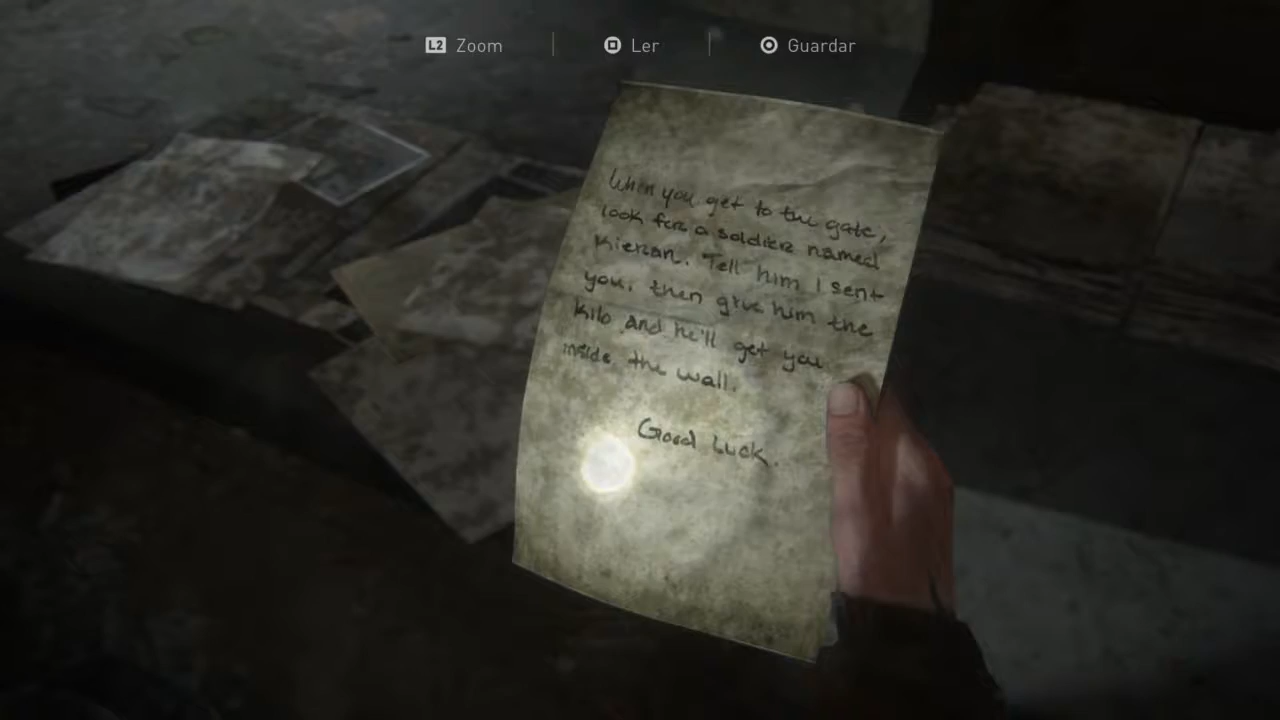 L2 Zoom | Ler | Guardar
When you get to the gate,
look for a soldier named
Kieran. Tell him I sent
you, then give him the
kilo and he'll get you
inside the wall.
Good Luck.